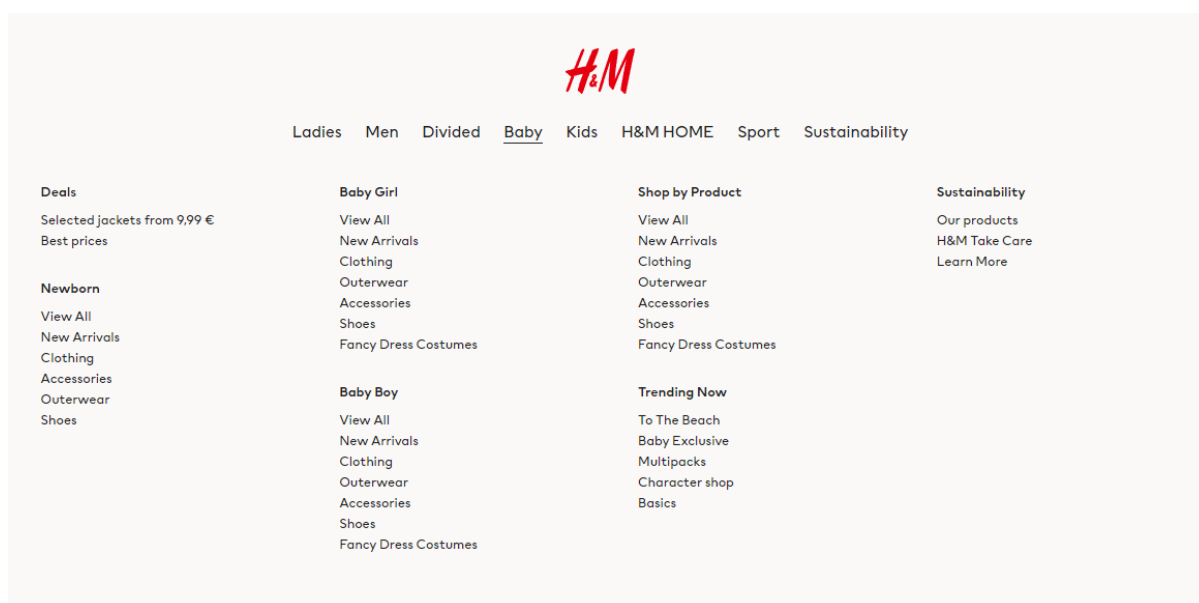 H&M
Ladies Men Divided Baby Kids H&M HOME Sport Sustainability
Deals
Selected jackets from 9,99 €
Best prices
Newborn
View All
New Arrivals
Clothing
Accessories
Outerwear
Shoes
Baby Girl
View All
New Arrivals
Clothing
Outerwear
Accessories
Shoes
Fancy Dress Costumes
Baby Boy
View All
New Arrivals
Clothing
Outerwear
Accessories
Shoes
Fancy Dress Costumes
Shop by Product
View All
New Arrivals
Clothing
Outerwear
Accessories
Shoes
Fancy Dress Costumes
Trending Now
To The Beach
Baby Exclusive
Multipacks
Character shop
Basics
Sustainability
Our products
H&M Take Care
Learn More